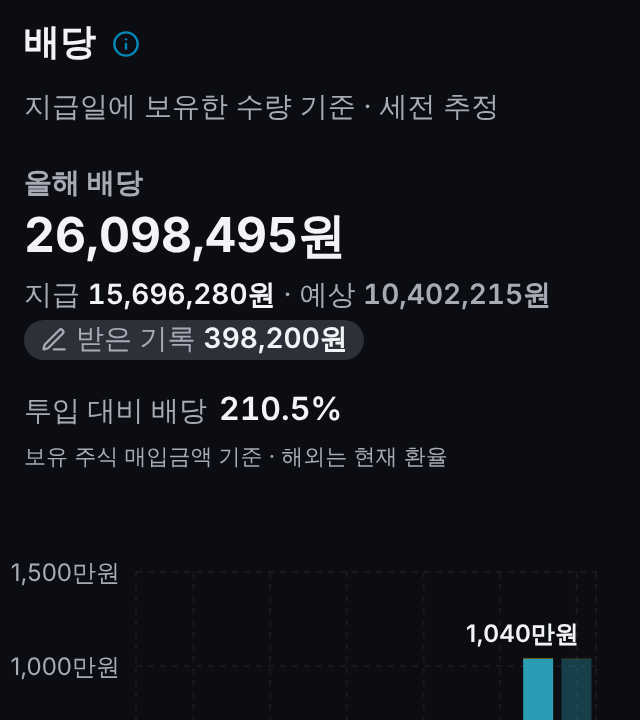 배당
지급일에 보유한 수량 기준 · 세전 추정
올해 배당
26,098,495원
지급 15,696,280원 · 예상 10,402,215원
받은 기록 398,200원
투입 대비 배당 210.5%
보유 주식 매입금액 기준 · 해외는 현재 환율
1,500만원
1,040만원
1,000만원